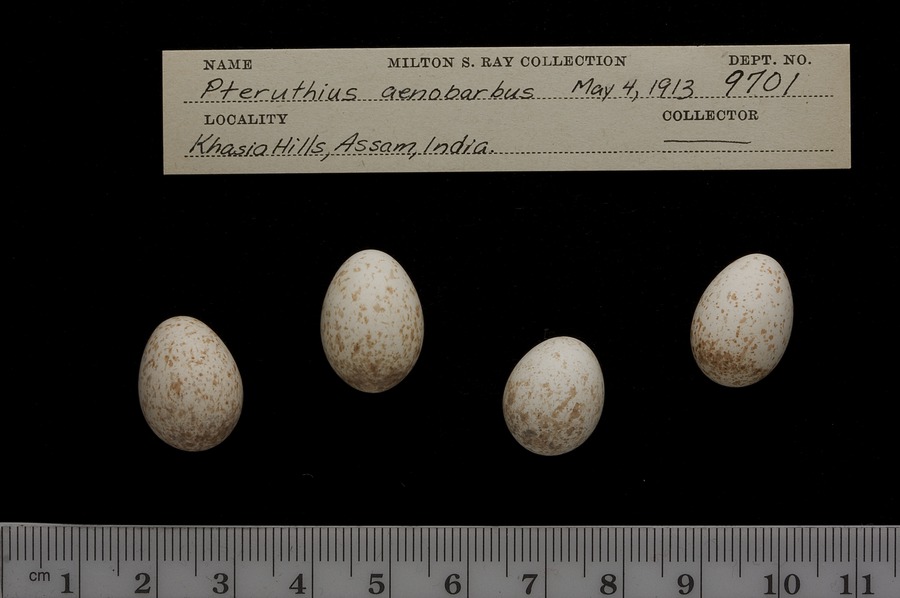 NAME MILTON S. RAY COLLECTION DEPT. NO.
Pteruthius aenobarbus May 4, 1913 9701
LOCALITY COLLECTOR
Khasia Hills, Assam, India.
cm 1 2 3 4 5 6 7 8 9 10 11